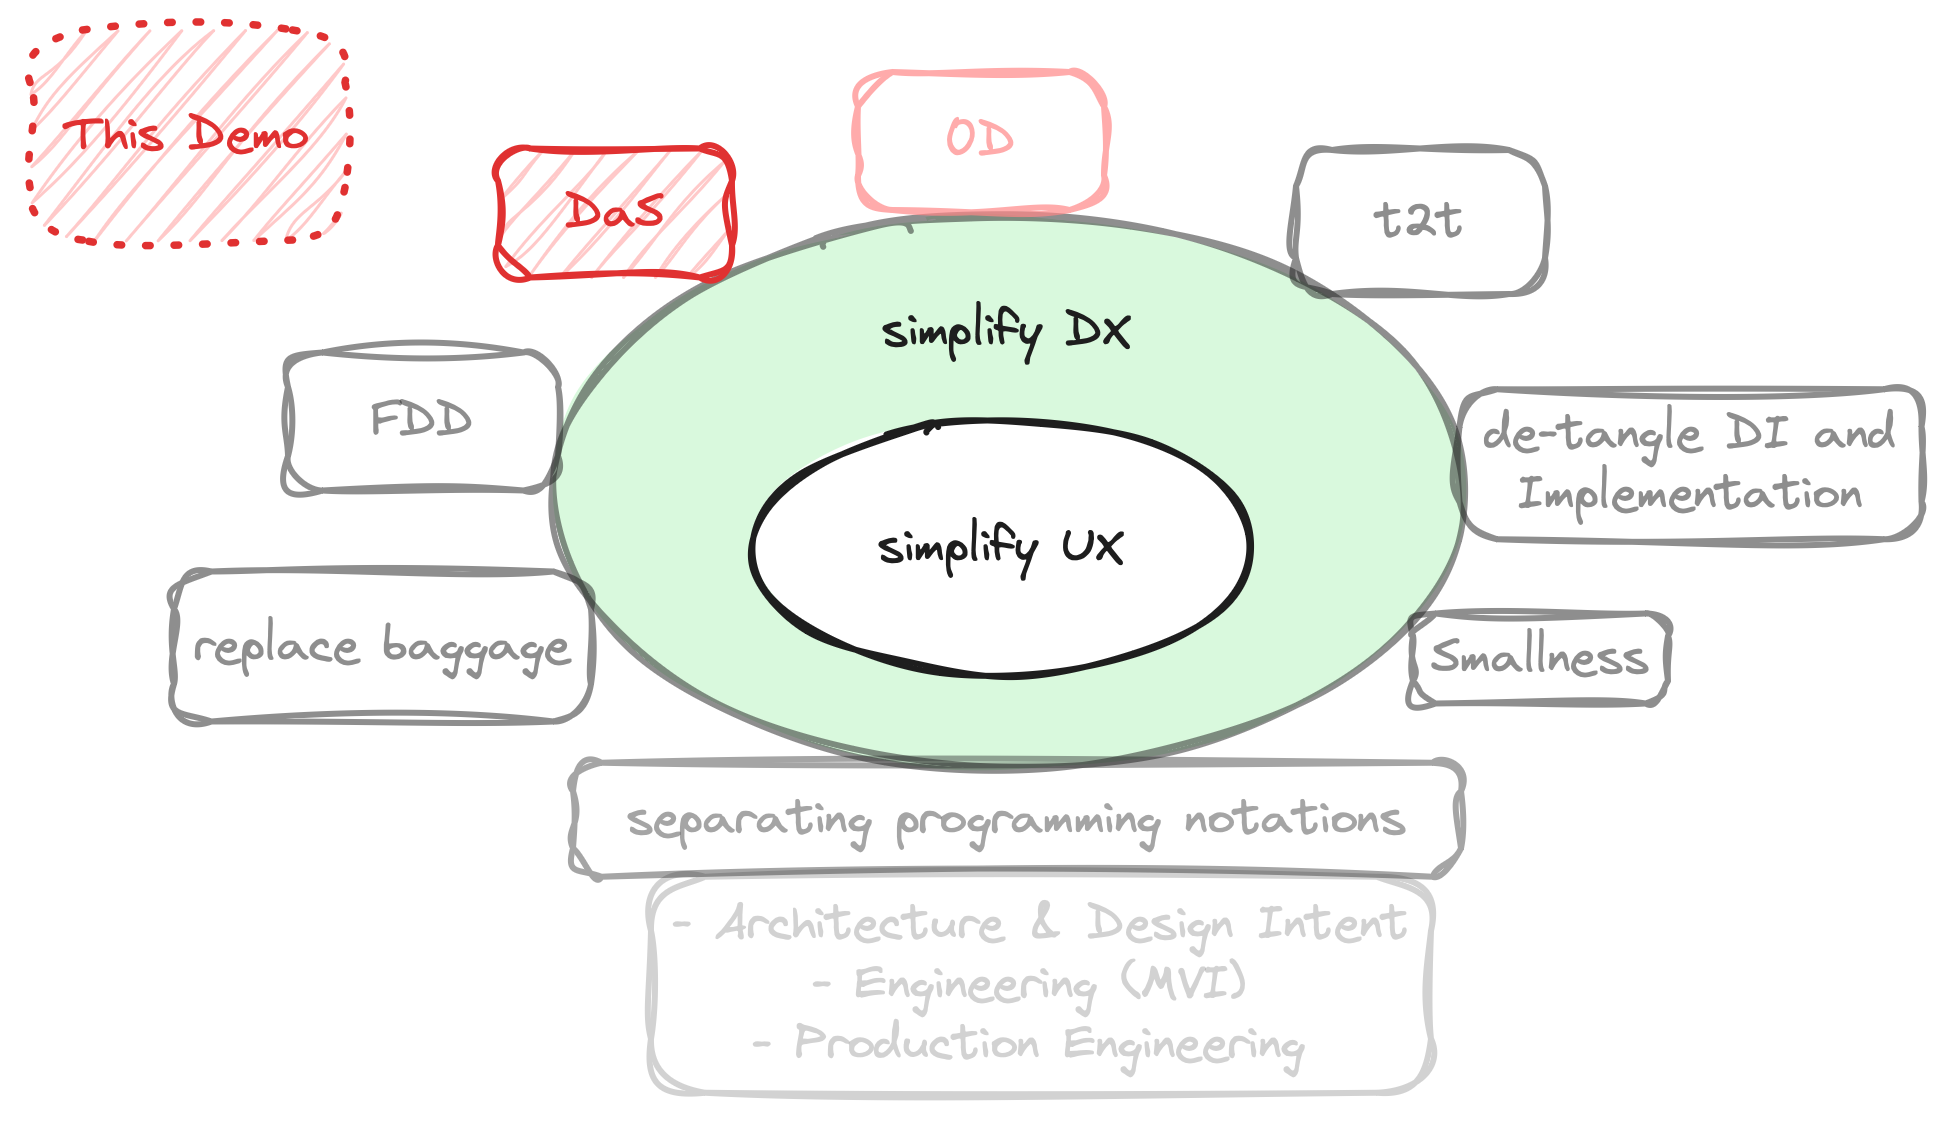 This Demo
OD
DaS
t2t
simplify DX
FDD
de-tangle DI and
Implementation
simplify UX
replace baggage
Smallness
separating programming notations
- Architecture & Design Intent
- Engineering (MVI)
- Production Engineering